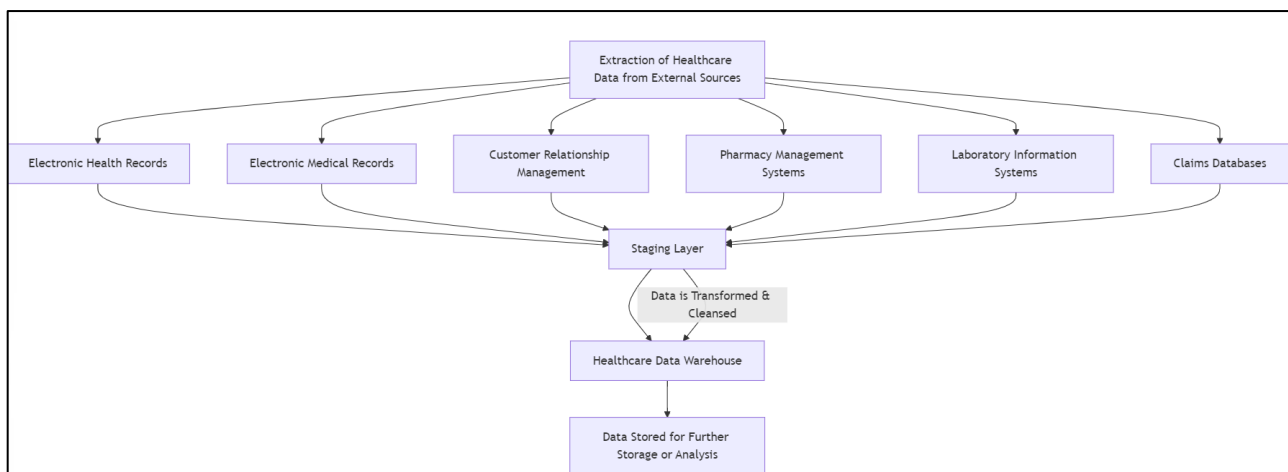 Extraction of Healthcare
Data from External Sources
Electronic Health Records
Electronic Medical Records
Customer Relationship
Management
Pharmacy Management
Systems
Laboratory Information
Systems
Claims Databases
Staging Layer
Data is Transformed &
Cleansed
Healthcare Data Warehouse
Data Stored for Further
Storage or Analysis